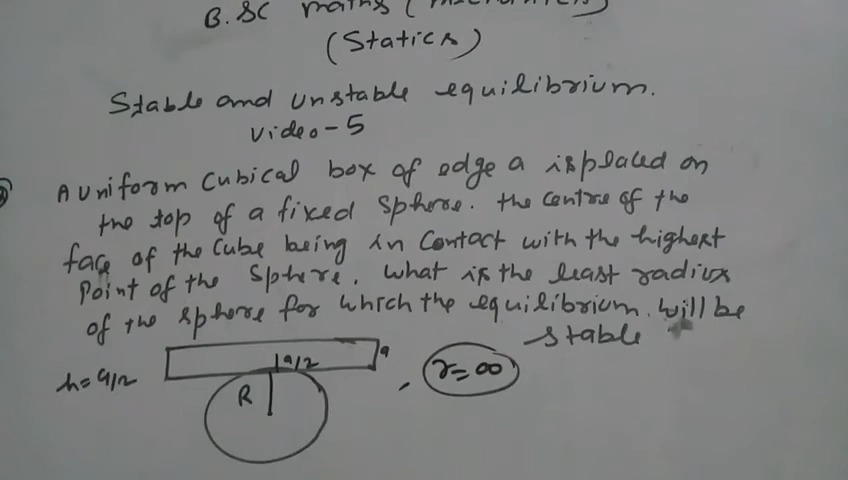 B.SC maths (mechanics)
(Statics)
Stable and unstable equilibrium.
Video-5
A uniform cubical box of edge a is placed on
the top of a fixed sphere. the centre of the
face of the cube being in contact with the highest
point of the sphere. what is the least radius
of the sphere for which the equilibrium. will be
stable
h=a/2
a/2
a
R
r=∞